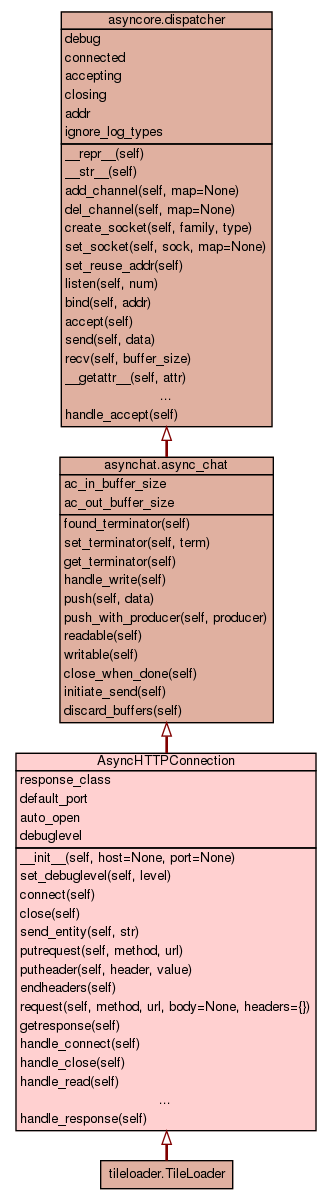 asyncore.dispatcher
debug
connected
accepting
closing
addr
ignore_log_types
__repr__(self)
__str__(self)
add_channel(self, map=None)
del_channel(self, map=None)
create_socket(self, family, type)
set_socket(self, sock, map=None)
set_reuse_addr(self)
listen(self, num)
bind(self, addr)
accept(self)
send(self, data)
recv(self, buffer_size)
__getattr__(self, attr)
...
handle_accept(self)
asynchat.async_chat
ac_in_buffer_size
ac_out_buffer_size
found_terminator(self)
set_terminator(self, term)
get_terminator(self)
handle_write(self)
push(self, data)
push_with_producer(self, producer)
readable(self)
writable(self)
close_when_done(self)
initiate_send(self)
discard_buffers(self)
AsyncHTTPConnection
response_class
default_port
auto_open
debuglevel
__init__(self, host=None, port=None)
set_debuglevel(self, level)
connect(self)
close(self)
send_entity(self, str)
putrequest(self, method, url)
putheader(self, header, value)
endheaders(self)
request(self, method, url, body=None, headers={})
getresponse(self)
handle_connect(self)
handle_close(self)
handle_read(self)
...
handle_response(self)
tileloader.TileLoader